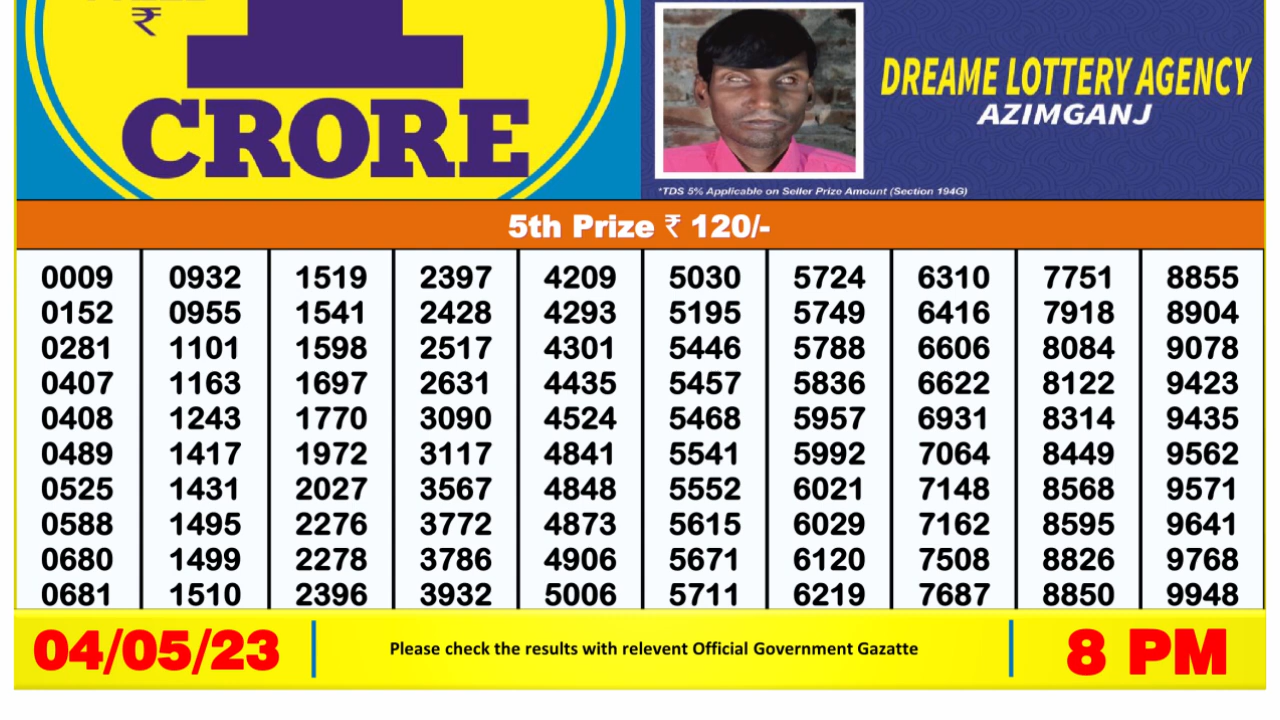 ₹
1
CRORE
DREAME LOTTERY AGENCY
AZIMGANJ
*TDS 5% Applicable on Seller Prize Amount (Section 194G)
5th Prize ₹ 120/-
0009 0932 1519 2397 4209 5030 5724 6310 7751 8855
0152 0955 1541 2428 4293 5195 5749 6416 7918 8904
0281 1101 1598 2517 4301 5446 5788 6606 8084 9078
0407 1163 1697 2631 4435 5457 5836 6622 8122 9423
0408 1243 1770 3090 4524 5468 5957 6931 8314 9435
0489 1417 1972 3117 4841 5541 5992 7064 8449 9562
0525 1431 2027 3567 4848 5552 6021 7148 8568 9571
0588 1495 2276 3772 4873 5615 6029 7162 8595 9641
0680 1499 2278 3786 4906 5671 6120 7508 8826 9768
0681 1510 2396 3932 5006 5711 6219 7687 8850 9948
04/05/23
Please check the results with relevent Official Government Gazatte
8 PM